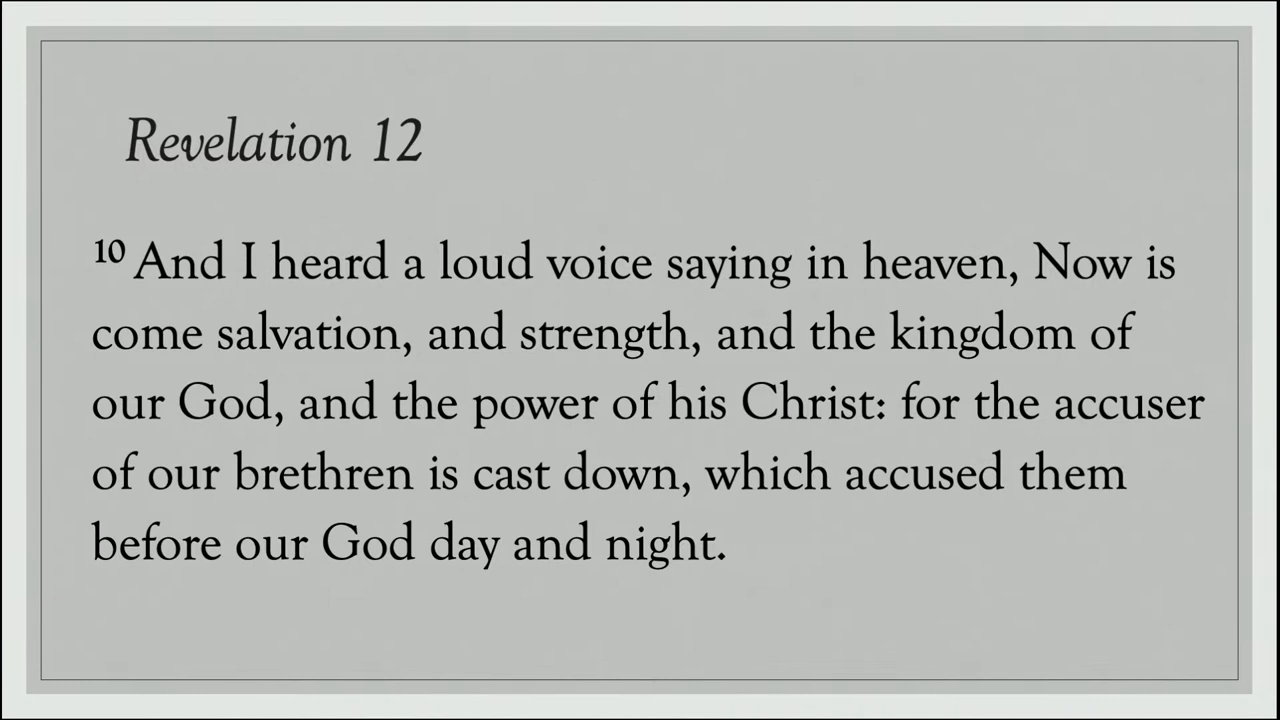 Revelation 12
10 And I heard a loud voice saying in heaven, Now is
come salvation, and strength, and the kingdom of
our God, and the power of his Christ: for the accuser
of our brethren is cast down, which accused them
before our God day and night.